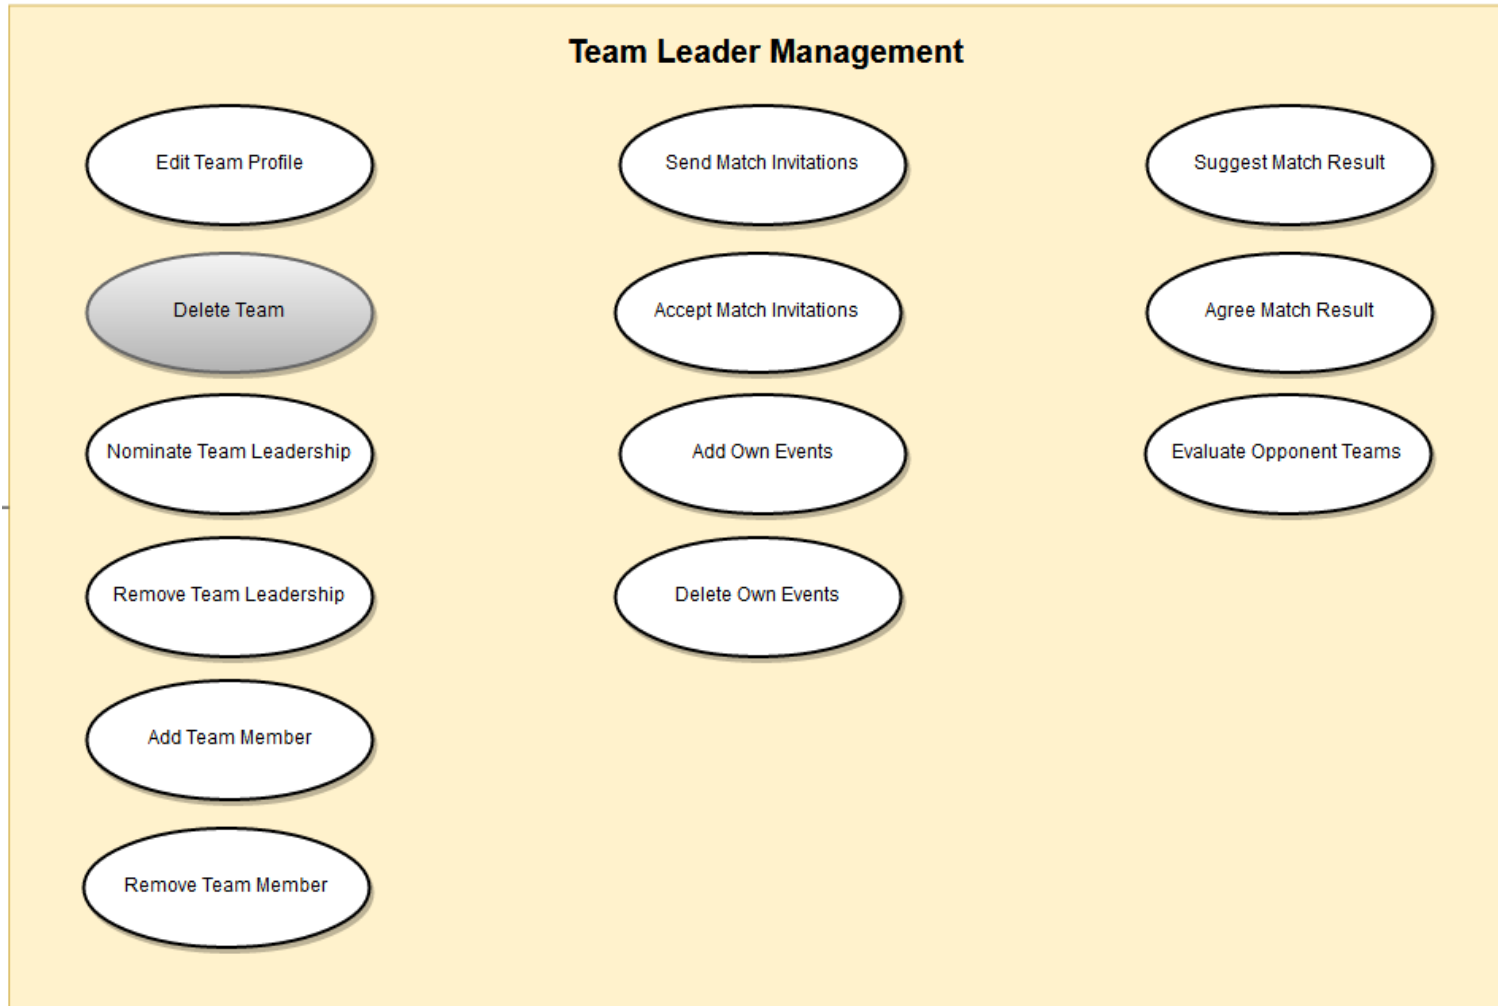 Team Leader Management
Edit Team Profile
Delete Team
Nominate Team Leadership
Remove Team Leadership
Add Team Member
Remove Team Member
Send Match Invitations
Accept Match Invitations
Add Own Events
Delete Own Events
Suggest Match Result
Agree Match Result
Evaluate Opponent Teams